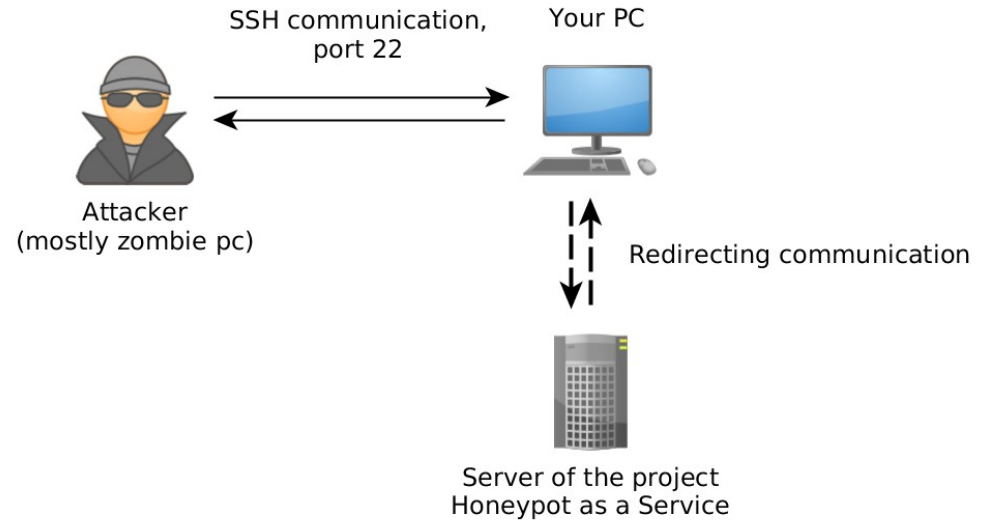 SSH communication,
port 22
Your PC
Attacker
(mostly zombie pc)
Redirecting communication
Server of the project
Honeypot as a Service